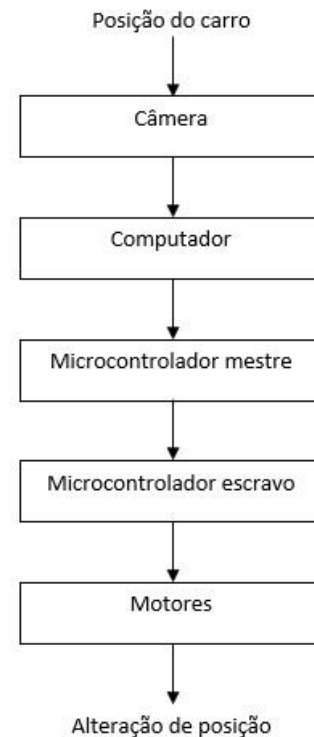 Posição do carro
Câmera
Computador
Microcontrolador mestre
Microcontrolador escravo
Motores
Alteração de posição